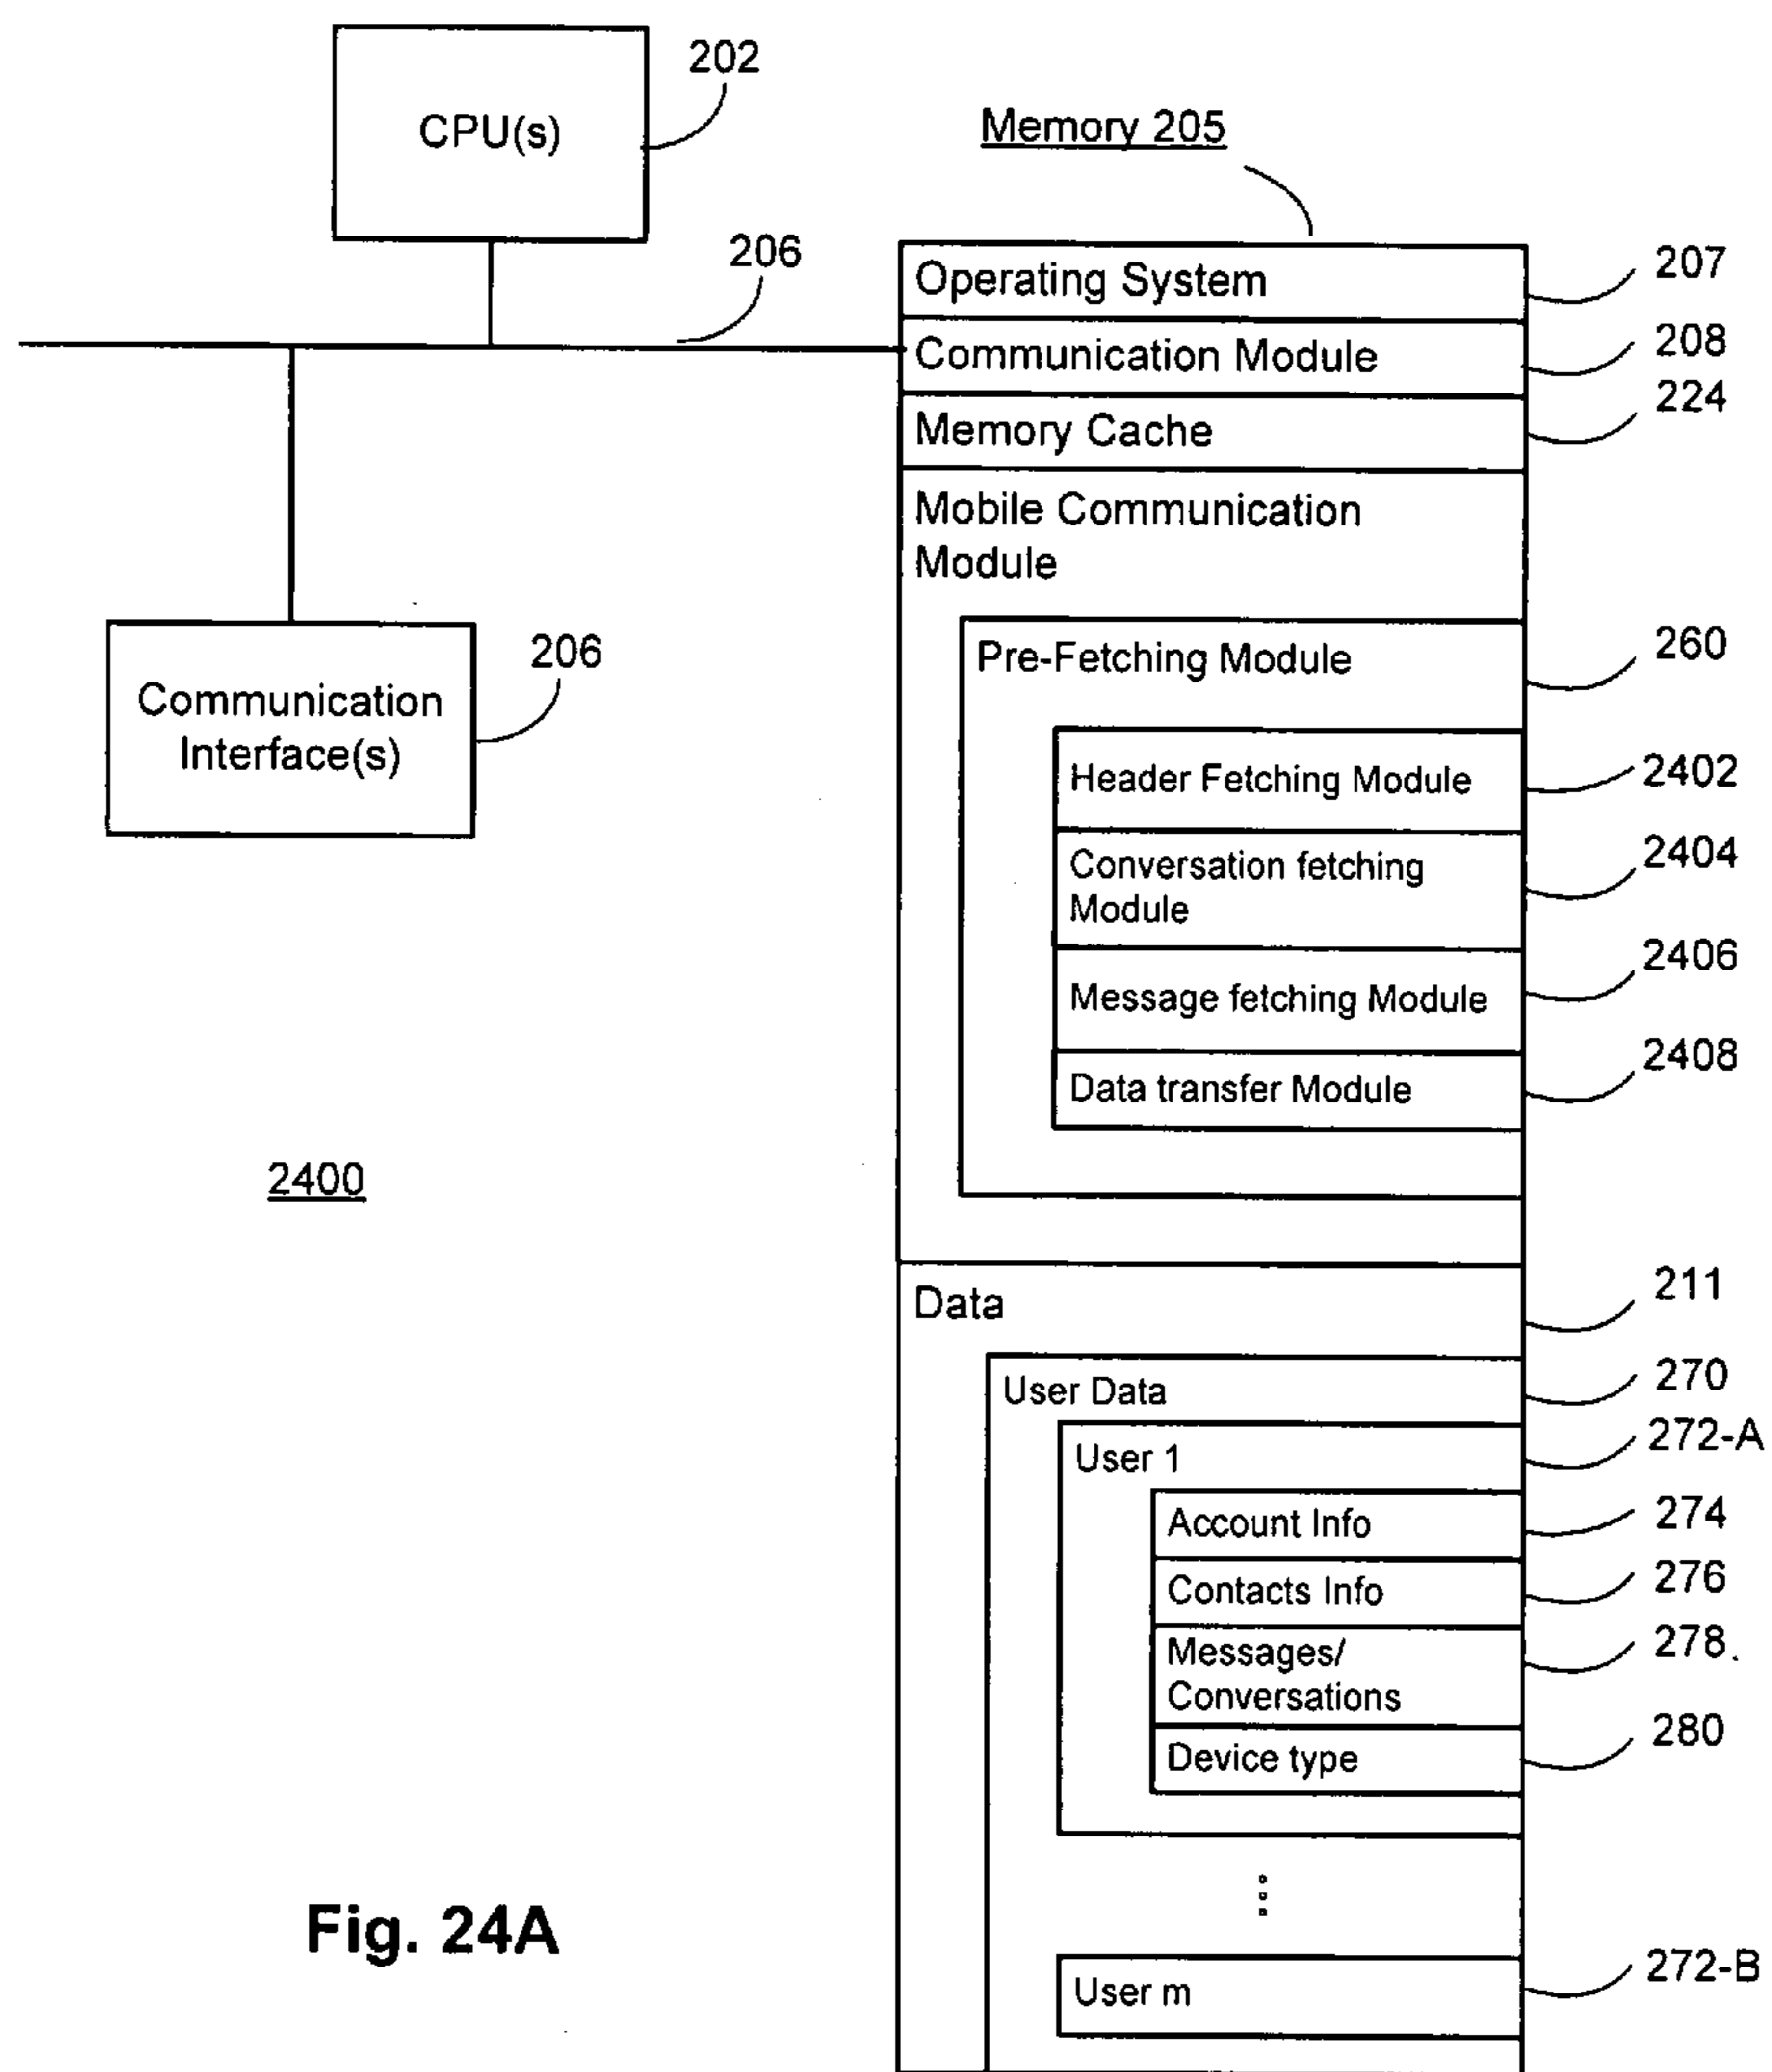 CPU(s)
202
Memory 205
206
Operating System
207
Communication Module
208
Memory Cache
224
Mobile Communication
Module
Communication
Interface(s)
206
Pre-Fetching Module
260
Header Fetching Module
2402
Conversation fetching
Module
2404
Message fetching Module
2406
Data transfer Module
2408
2400
Data
211
User Data
270
User 1
272-A
Account Info
274
Contacts Info
276
Messages/
Conversations
278
Device type
280
User m
272-B
Fig. 24A